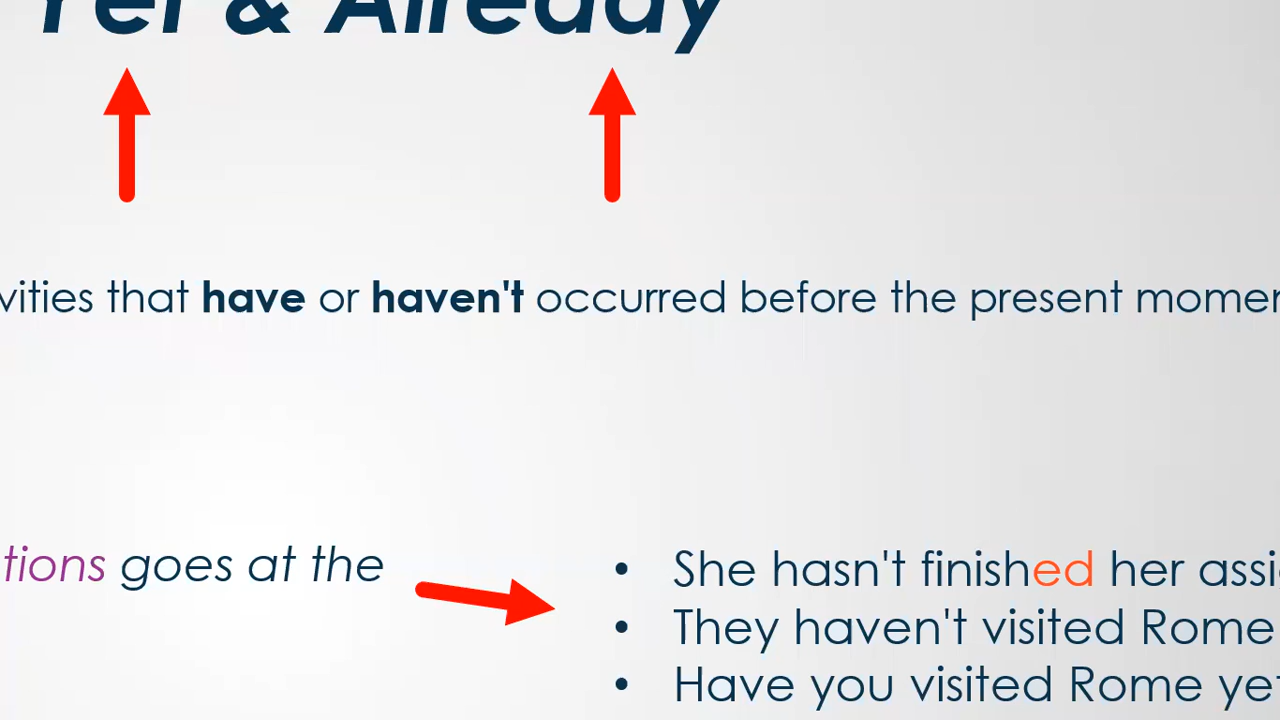 Yet & Already
vities that have or haven't occurred before the present momen
tions goes at the
• She hasn't finished her assi
• They haven't visited Rome
• Have you visited Rome yet